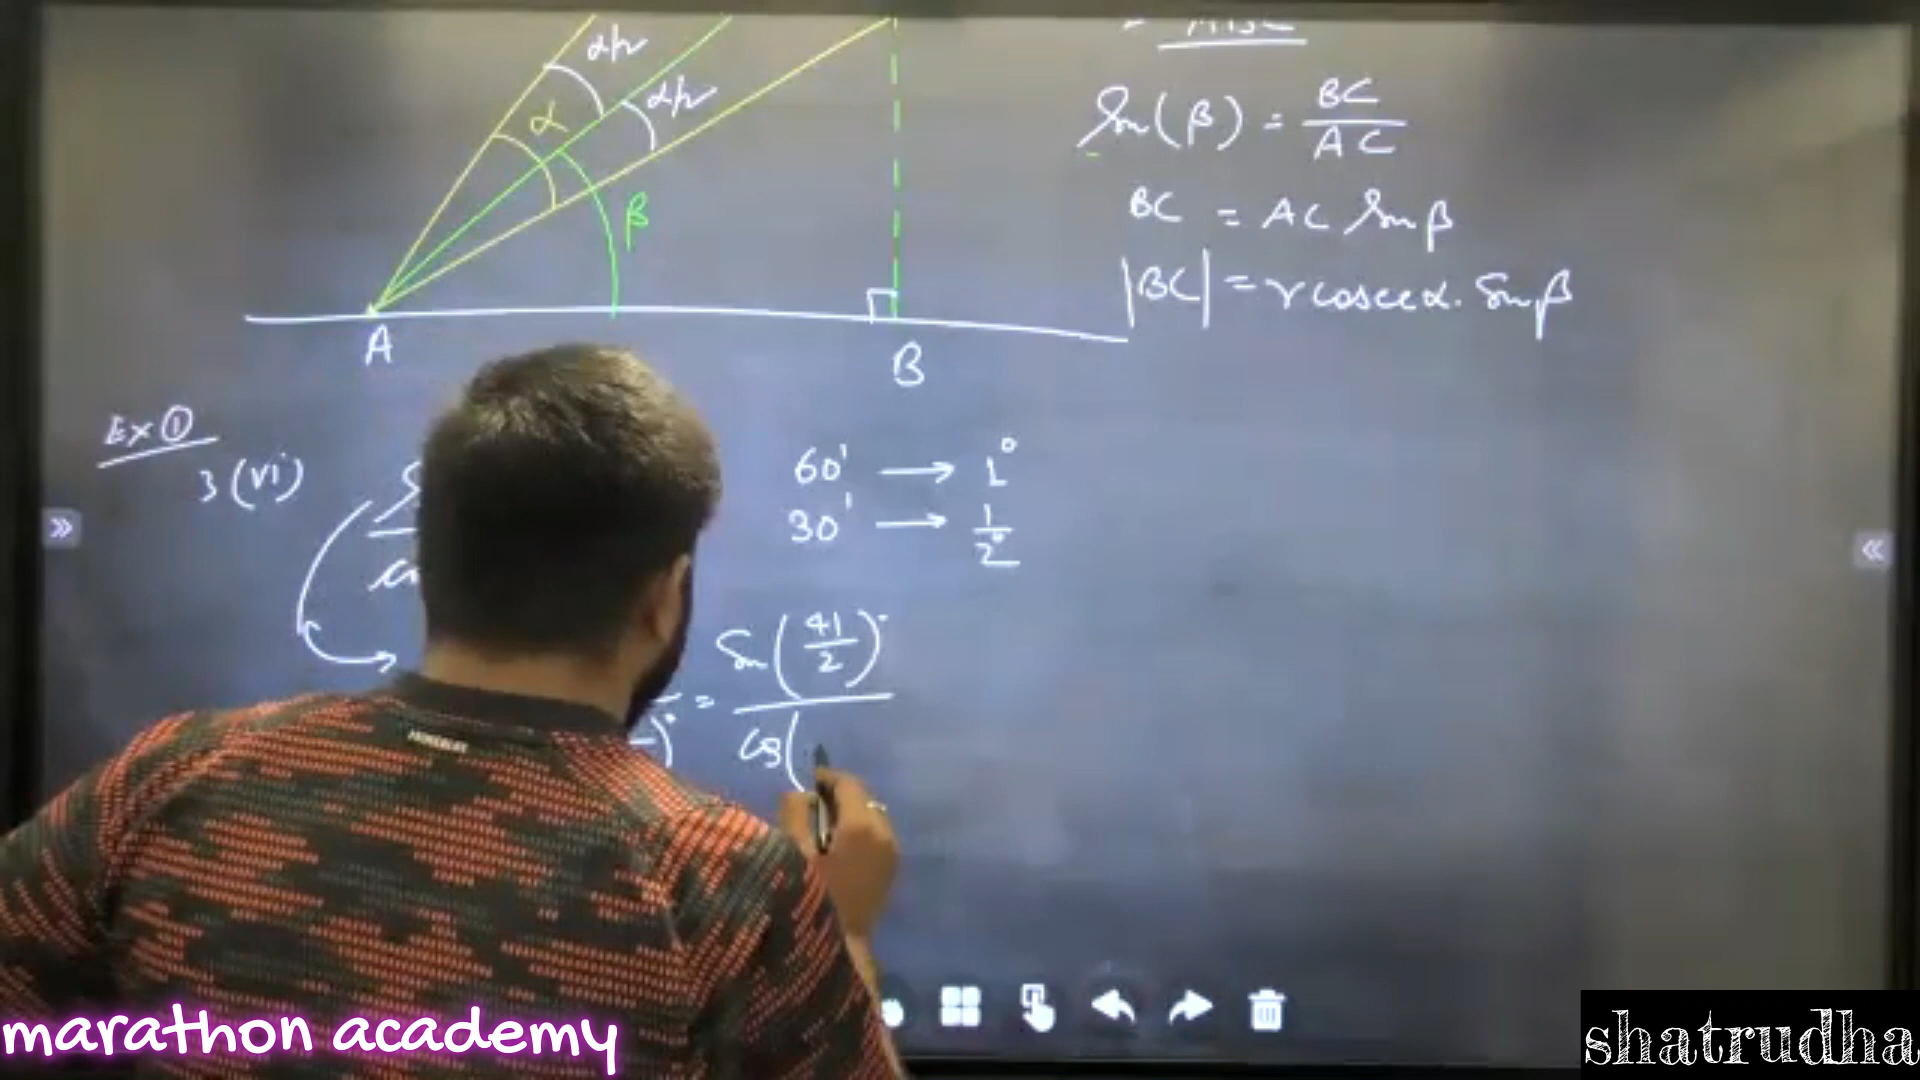 α/2
α/2
α
β
A
B
Sin(β) = BC/AC
BC = AC Sin β
|BC| = r cosec α. Sin β
Ex ①
3 (vi)
60' → 1°
30' → 1/2°
= Sin(41/2)°
cos(
marathon academy
shatrudha